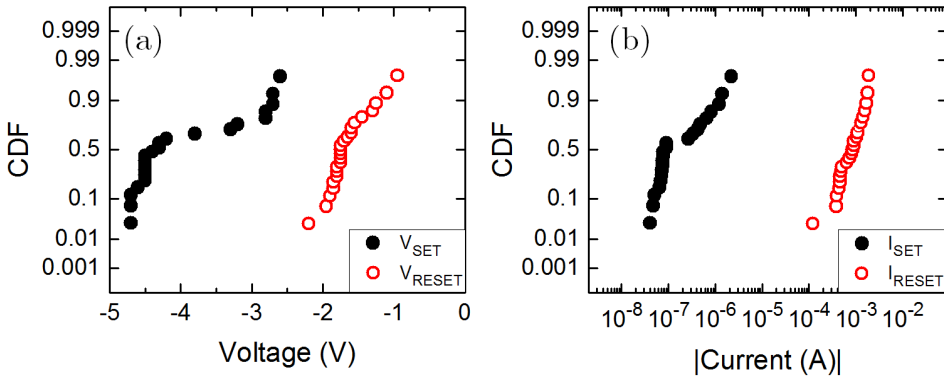 (a)
CDF
0.999
0.99
0.9
0.5
0.1
0.01
0.001
V_SET
V_RESET
-5 -4 -3 -2 -1 0
Voltage (V)
(b)
CDF
0.999
0.99
0.9
0.5
0.1
0.01
0.001
I_SET
I_RESET
10^-8 10^-7 10^-6 10^-5 10^-4 10^-3 10^-2
|Current (A)|